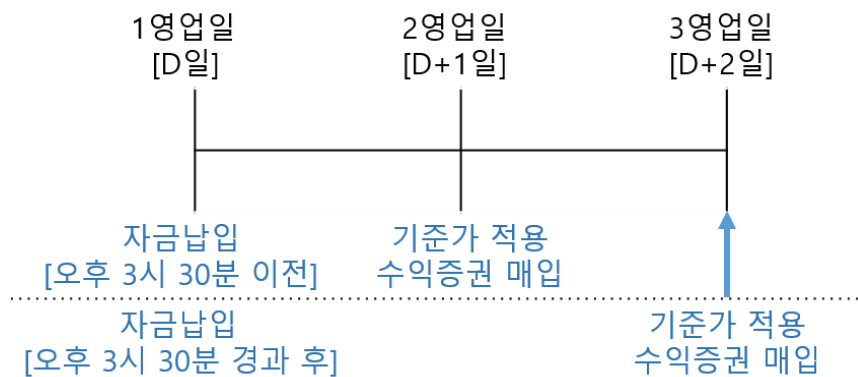 1영업일
[D일]
2영업일
[D+1일]
3영업일
[D+2일]
자금납입
[오후 3시 30분 이전]
기준가 적용
수익증권 매입
자금납입
[오후 3시 30분 경과 후]
기준가 적용
수익증권 매입